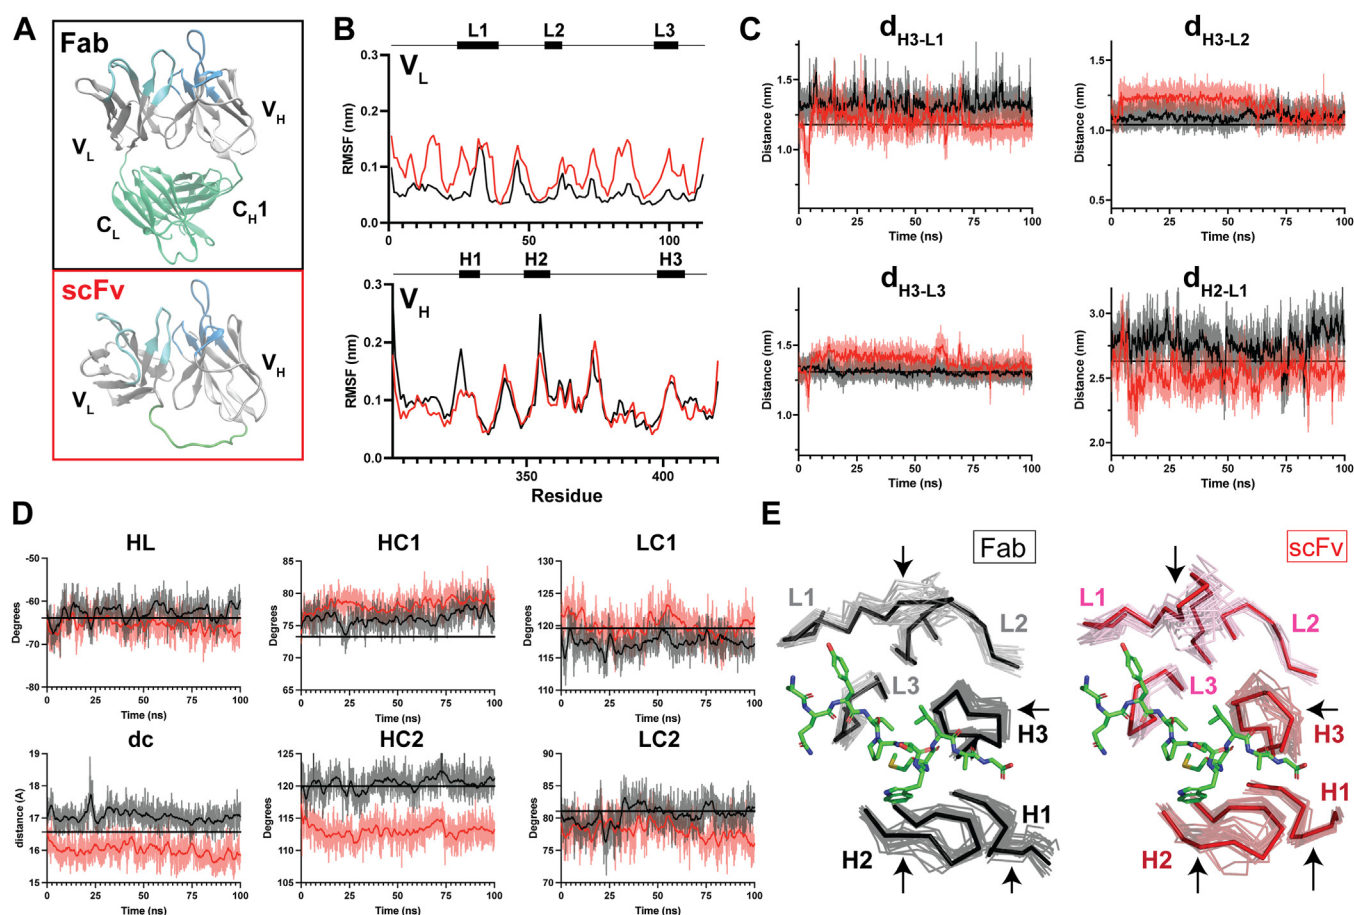 A
Fab
V_H
V_L
C_L
C_H1
scFv
V_H
V_L
B
L1 L2 L3
V_L
0.3
0.2
0.1
0.0
RMSF (nm)
1 50 100
H1 H2 H3
V_H
0.3
0.2
0.1
0.0
RMSF (nm)
350 400
Residue
C
d_H3-L1
1.5
1.0
Distance (nm)
0 25 50 75 100
Time (ns)
d_H3-L2
1.5
1.0
0.5
Distance (nm)
0 25 50 75 100
Time (ns)
d_H3-L3
1.5
1.0
Distance (nm)
0 25 50 75 100
Time (ns)
d_H2-L1
3.0
2.5
2.0
Distance (nm)
0 25 50 75 100
Time (ns)
D
HL
-50
-60
-70
-80
Degrees
0 25 50 75 100
Time (ns)
HC1
85
80
75
70
65
Degrees
0 25 50 75 100
Time (ns)
LC1
130
125
120
115
110
Degrees
0 25 50 75 100
Time (ns)
dc
19
18
17
16
15
distance (A)
0 25 50 75 100
Time (ns)
HC2
125
120
115
110
105
Degrees
0 25 50 75 100
Time (ns)
LC2
90
85
80
75
70
Degrees
0 25 50 75 100
Time (ns)
E
Fab
L1
L2
L3
H3
H1
H2
scFv
L1
L2
L3
H3
H1
H2